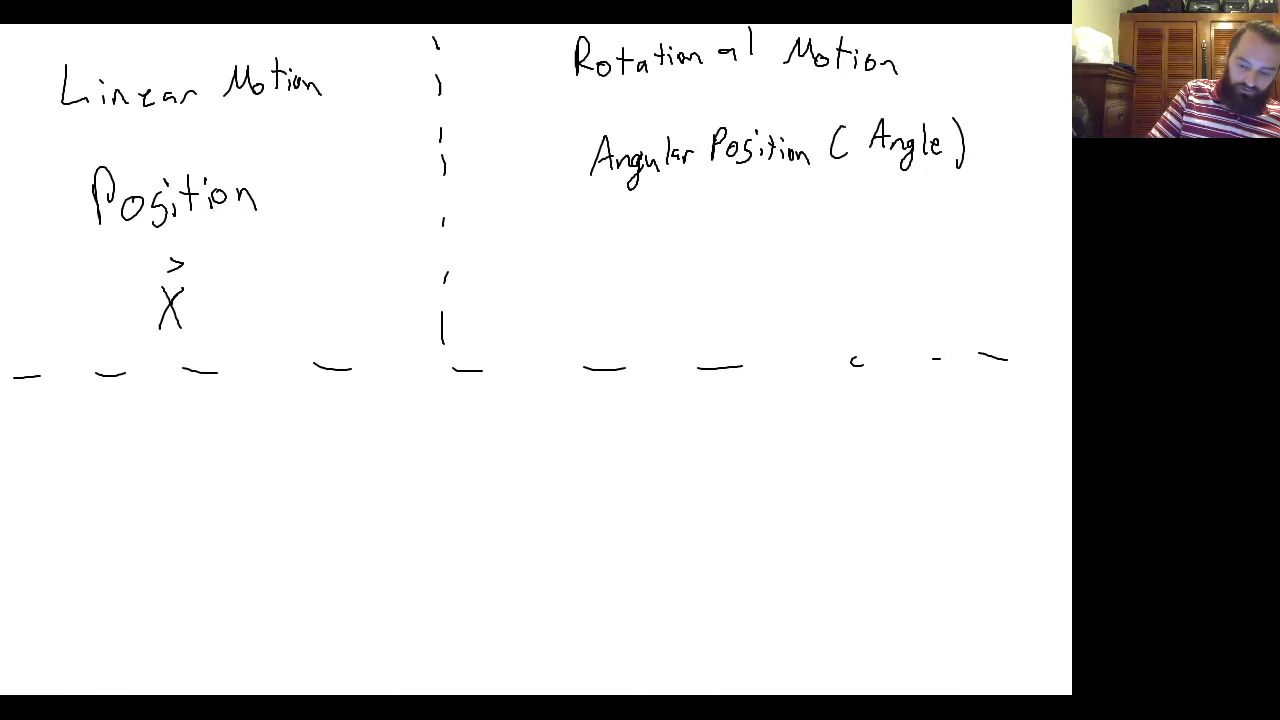 Linear Motion
Position
>
X
Rotational Motion
Angular Position (Angle)